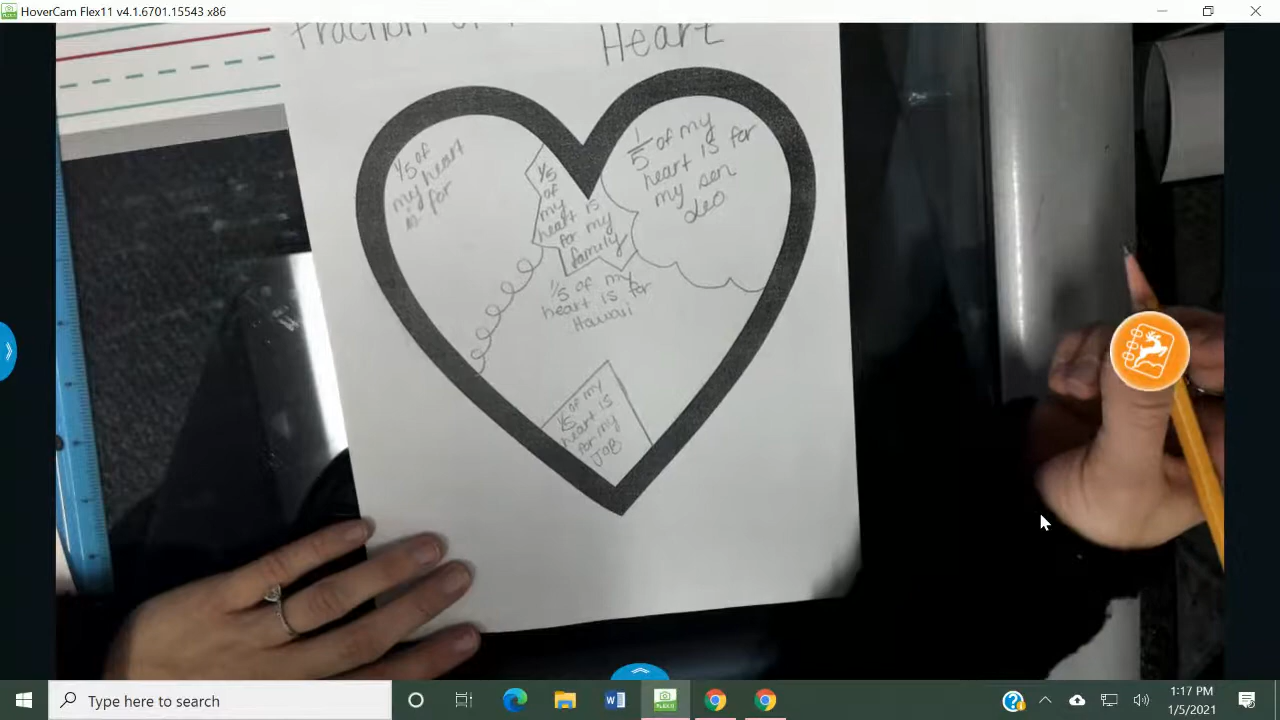 HoverCam Flex11 v4.1.6701.15543 x86
Fraction of
Heart
1/5 of
my heart
is for
1/5
of
my
heart is
for my
family
1/5 of my
heart is for
my son
Leo
1/5 of my
heart is for
Hawaii
1/5 of my
heart is
for my
JOB
FLEX11
Type here to search
1:17 PM
1/5/2021